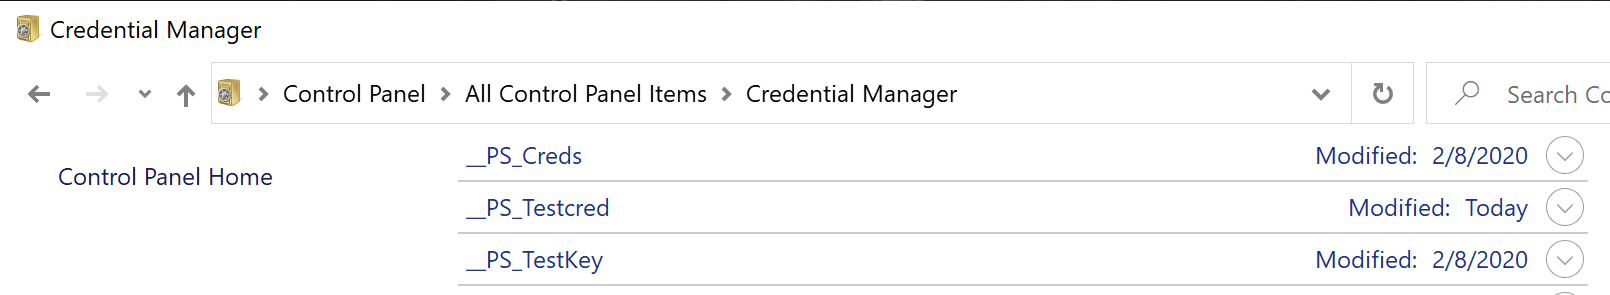 Credential Manager
Control Panel All Control Panel Items Credential Manager Search Co
Control Panel Home
__PS_Creds Modified: 2/8/2020
__PS_Testcred Modified: Today
__PS_TestKey Modified: 2/8/2020